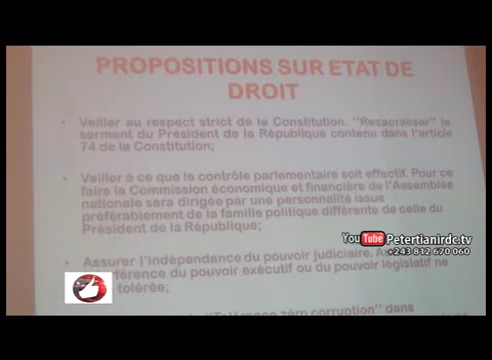 PROPOSITIONS SUR ETAT DE
DROIT
• Veiller au respect strict de la Constitution. "Resacraliser" le
serment du Président de la République contenu dans l'article
74 de la Constitution;
• Veiller à ce que le contrôle parlementaire soit effectif. Pour ce
faire la Commission économique et financière de l'Assemblée
nationale sera dirigée par une personnalité issue
préférablement de la famille politique différente de celle du
Président de la République;
You Tube Petertianirdc.tv
+243 812 670 060
• Assurer l'indépendance du pouvoir judiciaire.
férence du pouvoir exécutif ou du pouvoir législatif ne
tolérée;
"Tolérance zéro corruption" dans